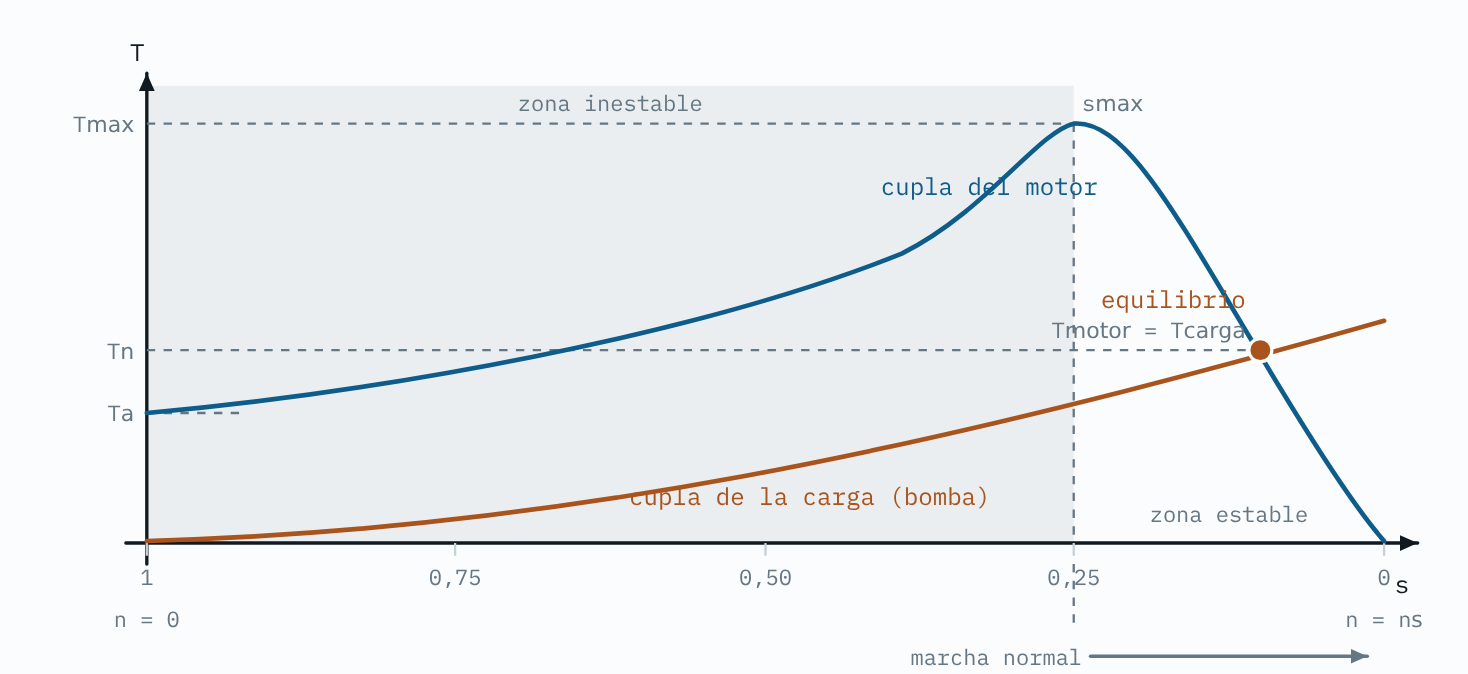 T
zona inestable
smax
Tmax
cupla del motor
equilibrio
Tmotor = Tcarga
Tn
Ta
cupla de la carga (bomba)
zona estable
1 0,75 0,50 0,25 0 s
n = 0 n = ns
marcha normal